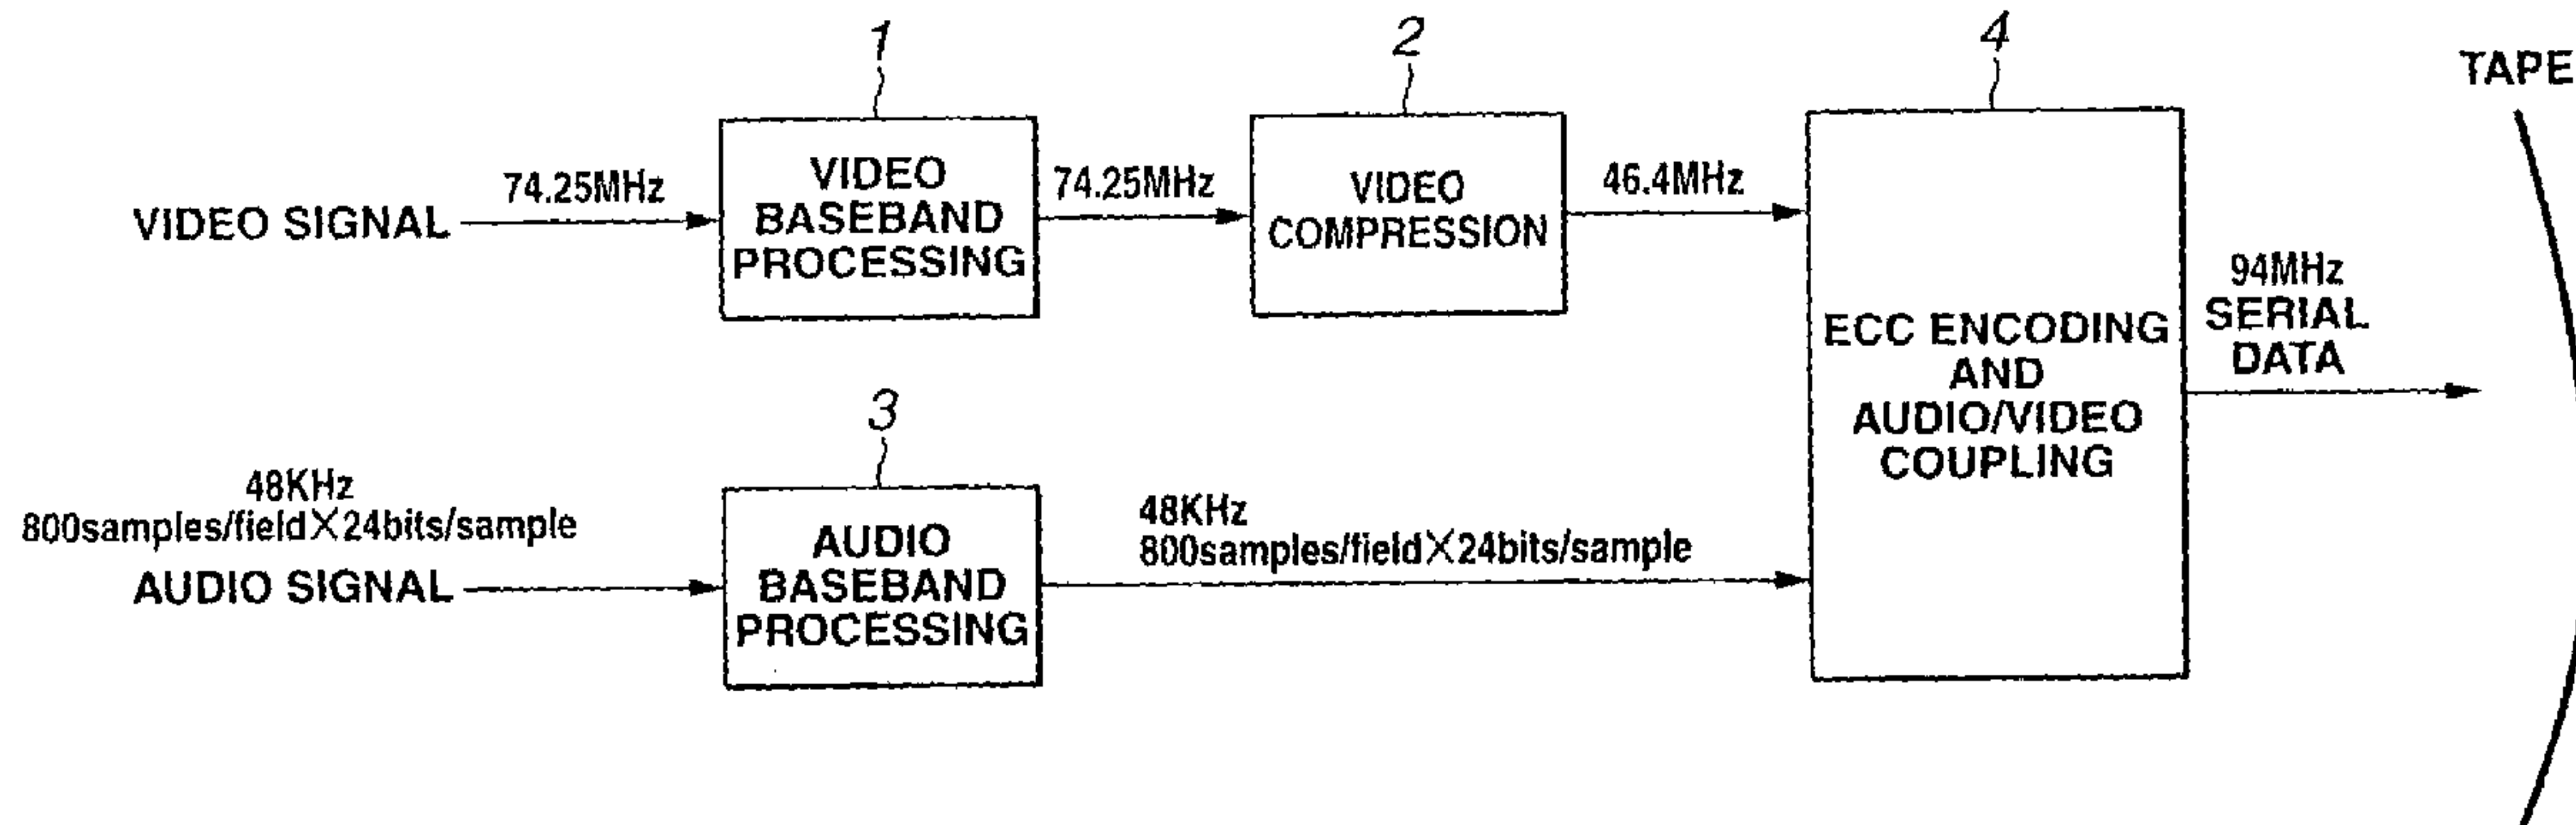 1
2
4
TAPE
VIDEO SIGNAL
74.25MHz
VIDEO
BASEBAND
PROCESSING
74.25MHz
VIDEO
COMPRESSION
46.4MHz
ECC ENCODING
AND
AUDIO/VIDEO
COUPLING
94MHz
SERIAL
DATA
3
48KHz
800samples/field×24bits/sample
AUDIO SIGNAL
AUDIO
BASEBAND
PROCESSING
48KHz
800samples/field×24bits/sample